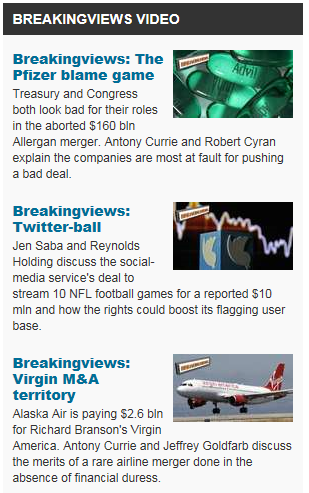 BREAKINGVIEWS VIDEO
Breakingviews: The
Pfizer blame game
Treasury and Congress
both look bad for their roles
in the aborted $160 bln
Allergan merger. Antony Currie and Robert Cyran
explain the companies are most at fault for pushing
a bad deal.
Advil
Breakingviews:
Twitter-ball
Jen Saba and Reynolds
Holding discuss the social-
media service's deal to
stream 10 NFL football games for a reported $10
mln and how the rights could boost its flagging user
base.
Breakingviews:
Virgin M&A
territory
Alaska Air is paying $2.6 bln
for Richard Branson's Virgin
America. Antony Currie and Jeffrey Goldfarb discuss
the merits of a rare airline merger done in the
absence of financial duress.